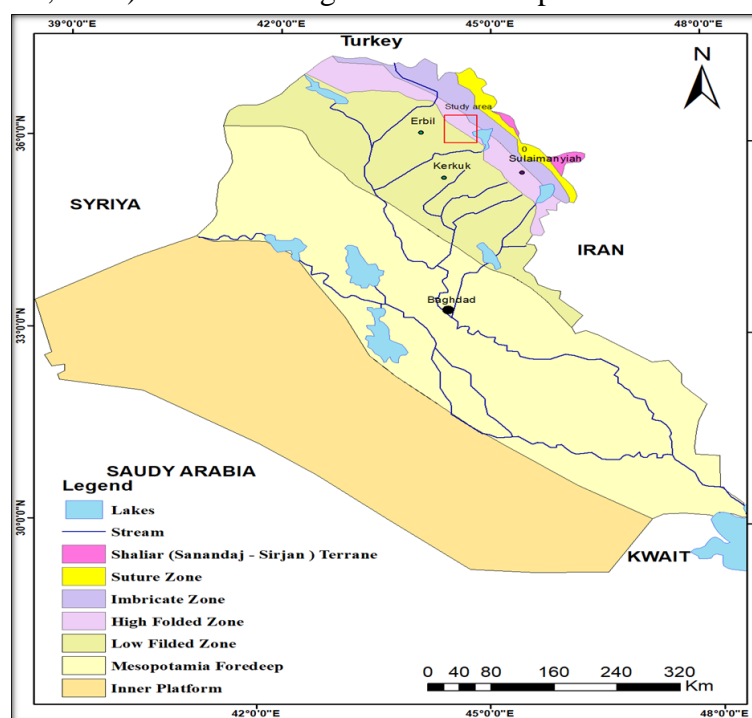 39°0'0"E 42°0'0"E 45°0'0"E 48°0'0"E
Turkey
N
Study area
Erbil
36°0'0"N
Sulaimanyiah
Kerkuk
SYRIYA
IRAN
Baghdad
33°0'0"N
SAUDY ARABIA
Legend
Lakes
30°0'0"N
Stream
Shaliar (Sanandaj - Sirjan ) Terrane
KWAIT
Suture Zone
Imbricate Zone
High Folded Zone
Low Filded Zone
Mesopotamia Foredeep
0 40 80 160 240 320
Km
Inner Platform
42°0'0"E 45°0'0"E 48°0'0"E